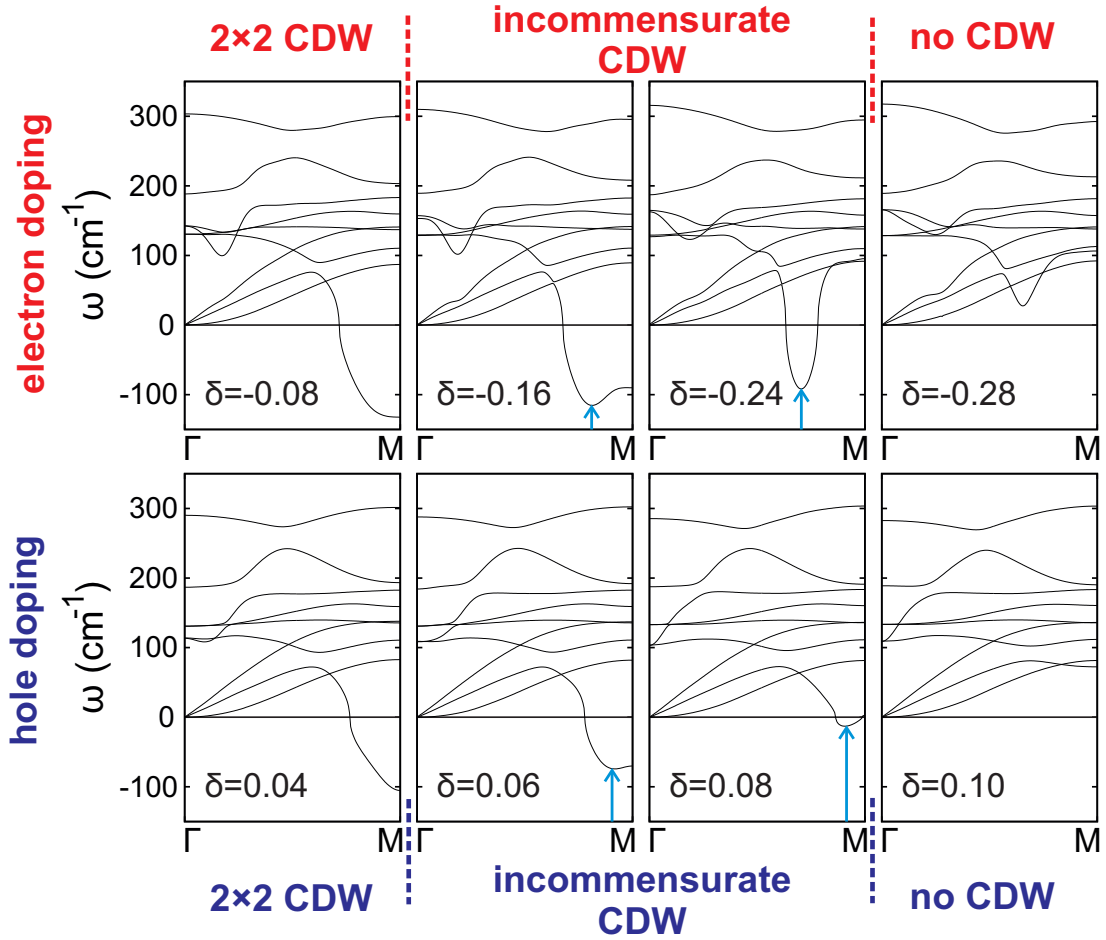 2×2 CDW
incommensurate
CDW
no CDW
electron doping
ω (cm-1)
300
200
100
0
-100
δ=-0.08
δ=-0.16
δ=-0.24
δ=-0.28
Γ M
Γ M
Γ M
Γ M
hole doping
ω (cm-1)
300
200
100
0
-100
δ=0.04
δ=0.06
δ=0.08
δ=0.10
Γ M
Γ M
Γ M
Γ M
2×2 CDW
incommensurate
CDW
no CDW